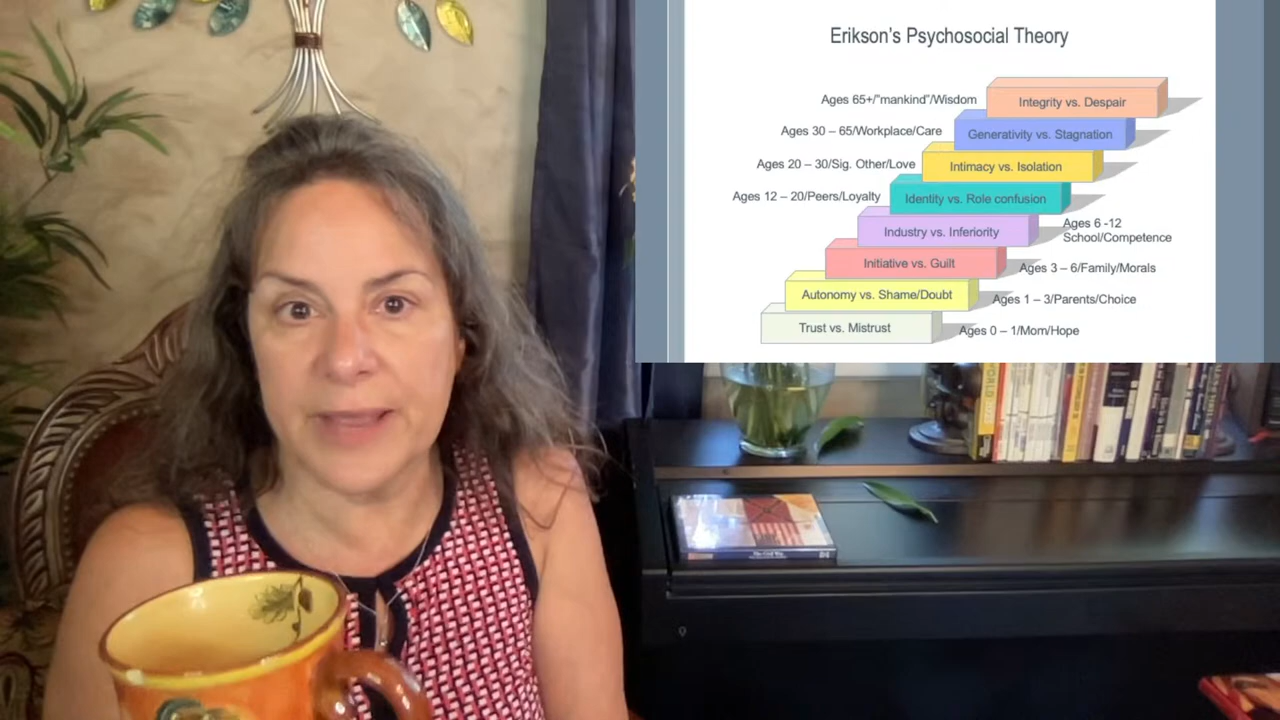 Erikson's Psychosocial Theory
Ages 65+/"mankind"/Wisdom
Integrity vs. Despair
Ages 30 – 65/Workplace/Care
Generativity vs. Stagnation
Ages 20 – 30/Sig. Other/Love
Intimacy vs. Isolation
Ages 12 – 20/Peers/Loyalty
Identity vs. Role confusion
Industry vs. Inferiority
Ages 6 -12
School/Competence
Initiative vs. Guilt
Ages 3 – 6/Family/Morals
Autonomy vs. Shame/Doubt
Ages 1 – 3/Parents/Choice
Trust vs. Mistrust
Ages 0 – 1/Mom/Hope
WORLD